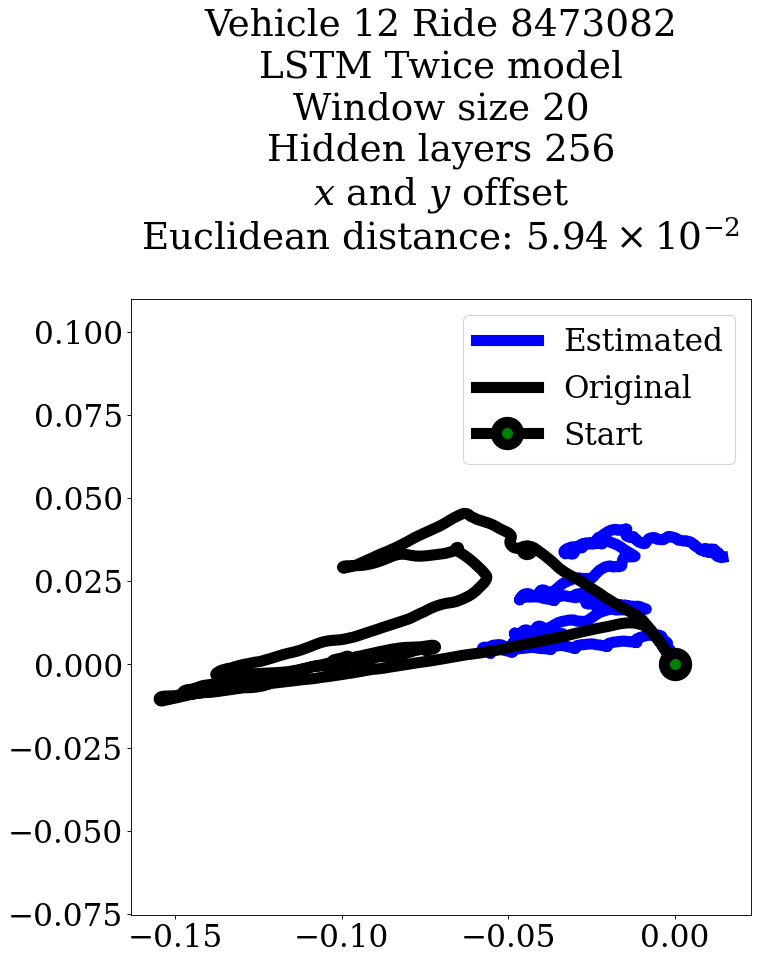 Vehicle 12 Ride 8473082
LSTM Twice model
Window size 20
Hidden layers 256
x and y offset
Euclidean distance: 5.94 × 10⁻²
Estimated
Original
Start
0.100
0.075
0.050
0.025
0.000
−0.025
−0.050
−0.075
−0.15
−0.10
−0.05
0.00